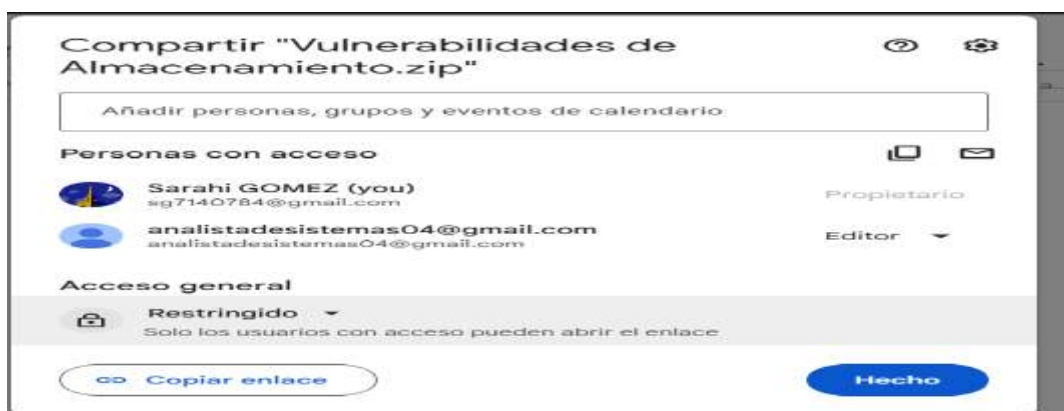 Compartir "Vulnerabilidades de
Almacenamiento.zip"
Añadir personas, grupos y eventos de calendario
Personas con acceso
Sarahi GOMEZ (you)
sg7140784@gmail.com
Propietario
analistadesistemas04@gmail.com
analistadesistemas04@gmail.com
Editor
Acceso general
Restringido
Solo los usuarios con acceso pueden abrir el enlace
Copiar enlace
Hecho